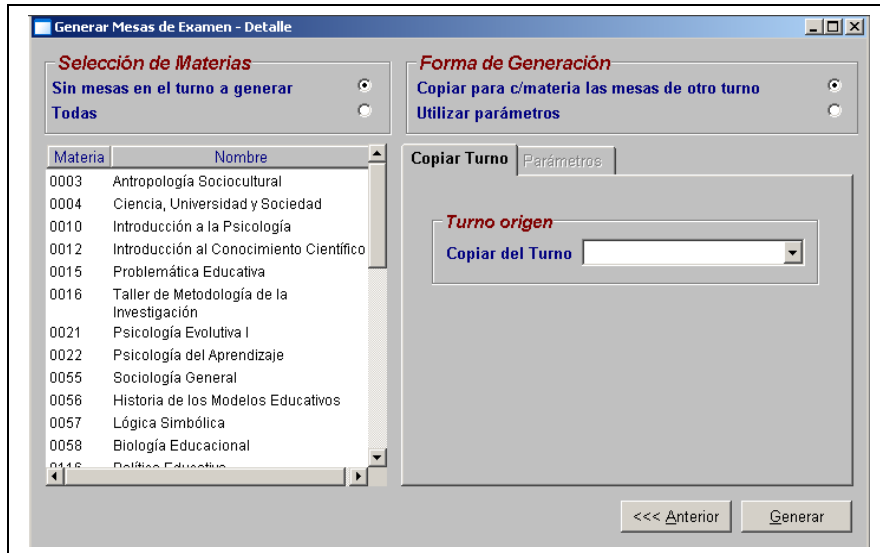 Generar Mesas de Examen - Detalle
Selección de Materias
Sin mesas en el turno a generar
Todas
Forma de Generación
Copiar para c/materia las mesas de otro turno
Utilizar parámetros
Materia Nombre
0003 Antropología Sociocultural
0004 Ciencia, Universidad y Sociedad
0010 Introducción a la Psicología
0012 Introducción al Conocimiento Científico
0015 Problemática Educativa
0016 Taller de Metodología de la
Investigación
0021 Psicología Evolutiva I
0022 Psicología del Aprendizaje
0055 Sociología General
0056 Historia de los Modelos Educativos
0057 Lógica Simbólica
0058 Biología Educacional
0116 Política Educativa
Copiar Turno Parámetros
Turno origen
Copiar del Turno
<<< Anterior Generar